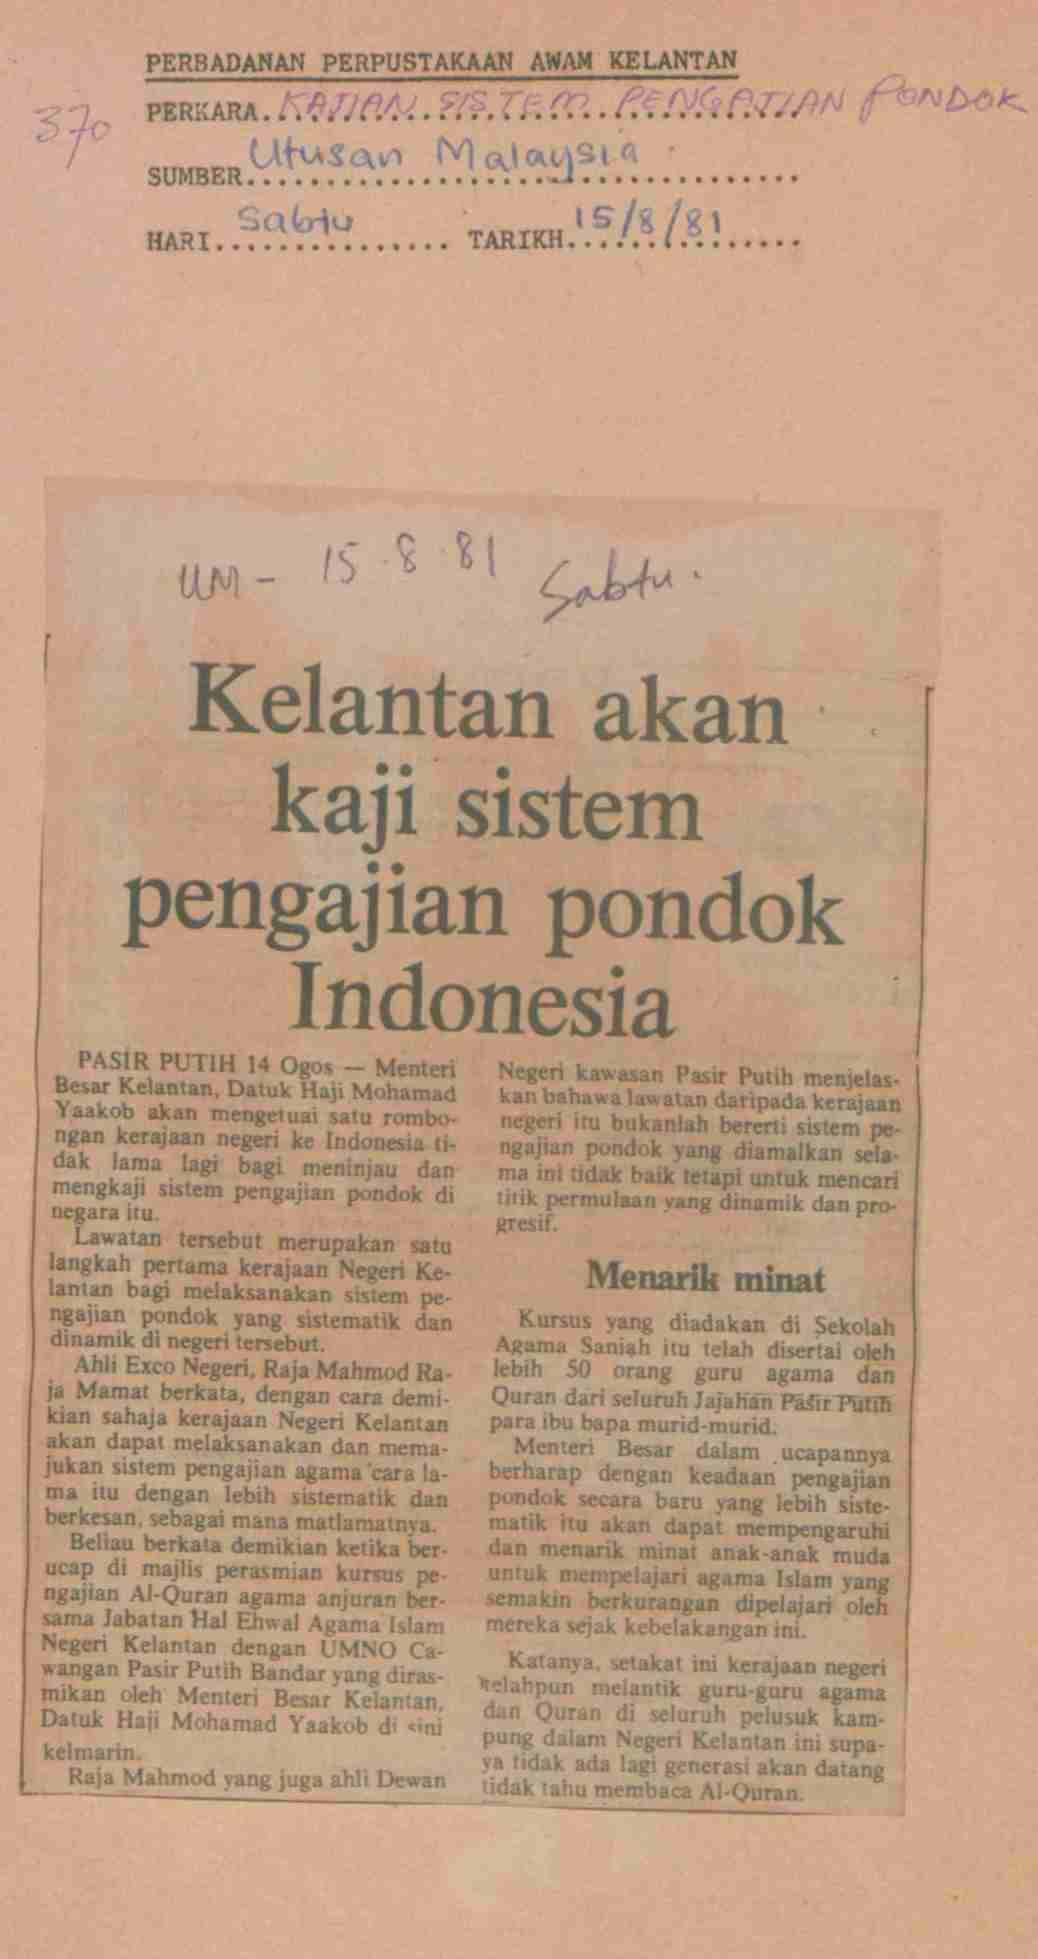 PERBADANAN PERPUSTAKAAN AWAM KELANTAN
370
PERKARA. KAJIAN SISTEM PENGAJIAN PONDOK
SUMBER Utusan Malaysia
HARI. Sabtu TARIKH. 15/8/81
UM - 15.8.81 Sabtu.
Kelantan akan
kaji sistem
pengajian pondok
Indonesia
PASIR PUTIH 14 Ogos — Menteri
Besar Kelantan, Datuk Haji Mohamad
Yaakob akan mengetuai satu rombo-
ngan kerajaan negeri ke Indonesia ti-
dak lama lagi bagi meninjau dan
mengkaji sistem pengajian pondok di
negara itu.
Lawatan tersebut merupakan satu
langkah pertama kerajaan Negeri Ke-
lantan bagi melaksanakan sistem pe-
ngajian pondok yang sistematik dan
dinamik di negeri tersebut.
Ahli Exco Negeri, Raja Mahmod Ra-
ja Mamat berkata, dengan cara demi-
kian sahaja kerajaan Negeri Kelantan
akan dapat melaksanakan dan mema-
jukan sistem pengajian agama cara la-
ma itu dengan lebih sistematik dan
berkesan, sebagai mana matlamatnya.
Beliau berkata demikian ketika ber-
ucap di majlis perasmian kursus pe-
ngajian Al-Quran agama anjuran ber-
sama Jabatan Hal Ehwal Agama Islam
Negeri Kelantan dengan UMNO Ca-
wangan Pasir Putih Bandar yang diras-
mikan oleh Menteri Besar Kelantan,
Datuk Haji Mohamad Yaakob di sini
kelmarin.
Raja Mahmod yang juga ahli Dewan
Negeri kawasan Pasir Putih menjelas-
kan bahawa lawatan daripada kerajaan
negeri itu bukanlah bererti sistem pe-
ngajian pondok yang diamalkan sela-
ma ini tidak baik tetapi untuk mencari
titik permulaan yang dinamik dan pro-
gresif.
Menarik minat
Kursus yang diadakan di Sekolah
Agama Saniah itu telah disertai oleh
lebih 50 orang guru agama dan
Quran dari seluruh Jajahan Pasir Putih
para ibu bapa murid-murid.
Menteri Besar dalam ucapannya
berharap dengan keadaan pengajian
pondok secara baru yang lebih siste-
matik itu akan dapat mempengaruhi
dan menarik minat anak-anak muda
untuk mempelajari agama Islam yang
semakin berkurangan dipelajari oleh
mereka sejak kebelakangan ini.
Katanya, setakat ini kerajaan negeri
telahpun melantik guru-guru agama
dan Quran di seluruh pelusuk kam-
pung dalam Negeri Kelantan ini supa-
ya tidak ada lagi generasi akan datang
tidak tahu membaca Al-Quran.